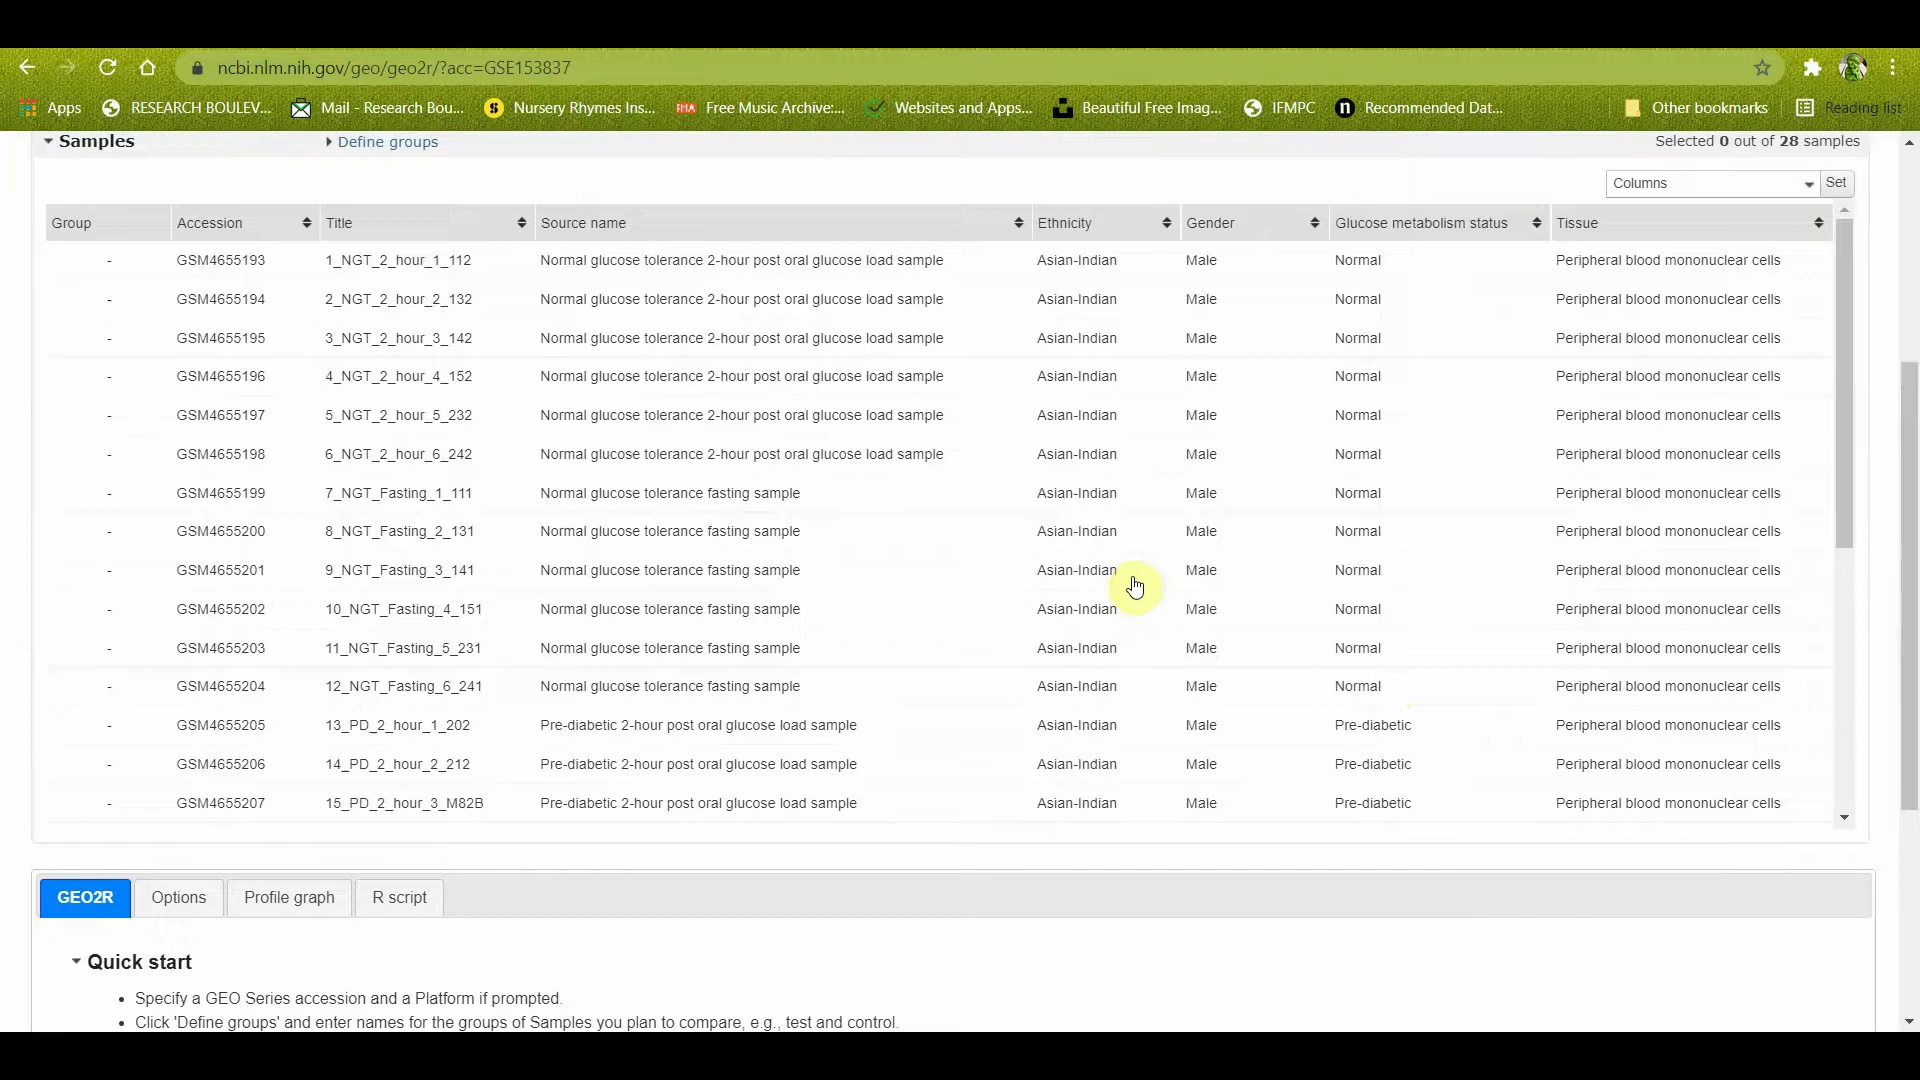 ncbi.nlm.nih.gov/geo/geo2r/?acc=GSE153837
Apps RESEARCH BOULEV... Mail - Research Bou... Nursery Rhymes Ins... FMA Free Music Archive:... Websites and Apps... Beautiful Free Imag... IFMPC n Recommended Dat... Other bookmarks Reading list
Samples Define groups Selected 0 out of 28 samples
Columns Set
Group Accession Title Source name Ethnicity Gender Glucose metabolism status Tissue
- GSM4655193 1_NGT_2_hour_1_112 Normal glucose tolerance 2-hour post oral glucose load sample Asian-Indian Male Normal Peripheral blood mononuclear cells
- GSM4655194 2_NGT_2_hour_2_132 Normal glucose tolerance 2-hour post oral glucose load sample Asian-Indian Male Normal Peripheral blood mononuclear cells
- GSM4655195 3_NGT_2_hour_3_142 Normal glucose tolerance 2-hour post oral glucose load sample Asian-Indian Male Normal Peripheral blood mononuclear cells
- GSM4655196 4_NGT_2_hour_4_152 Normal glucose tolerance 2-hour post oral glucose load sample Asian-Indian Male Normal Peripheral blood mononuclear cells
- GSM4655197 5_NGT_2_hour_5_232 Normal glucose tolerance 2-hour post oral glucose load sample Asian-Indian Male Normal Peripheral blood mononuclear cells
- GSM4655198 6_NGT_2_hour_6_242 Normal glucose tolerance 2-hour post oral glucose load sample Asian-Indian Male Normal Peripheral blood mononuclear cells
- GSM4655199 7_NGT_Fasting_1_111 Normal glucose tolerance fasting sample Asian-Indian Male Normal Peripheral blood mononuclear cells
- GSM4655200 8_NGT_Fasting_2_131 Normal glucose tolerance fasting sample Asian-Indian Male Normal Peripheral blood mononuclear cells
- GSM4655201 9_NGT_Fasting_3_141 Normal glucose tolerance fasting sample Asian-Indian Male Normal Peripheral blood mononuclear cells
- GSM4655202 10_NGT_Fasting_4_151 Normal glucose tolerance fasting sample Asian-Indian Male Normal Peripheral blood mononuclear cells
- GSM4655203 11_NGT_Fasting_5_231 Normal glucose tolerance fasting sample Asian-Indian Male Normal Peripheral blood mononuclear cells
- GSM4655204 12_NGT_Fasting_6_241 Normal glucose tolerance fasting sample Asian-Indian Male Normal Peripheral blood mononuclear cells
- GSM4655205 13_PD_2_hour_1_202 Pre-diabetic 2-hour post oral glucose load sample Asian-Indian Male Pre-diabetic Peripheral blood mononuclear cells
- GSM4655206 14_PD_2_hour_2_212 Pre-diabetic 2-hour post oral glucose load sample Asian-Indian Male Pre-diabetic Peripheral blood mononuclear cells
- GSM4655207 15_PD_2_hour_3_M82B Pre-diabetic 2-hour post oral glucose load sample Asian-Indian Male Pre-diabetic Peripheral blood mononuclear cells
GEO2R Options Profile graph R script
Quick start
• Specify a GEO Series accession and a Platform if prompted.
• Click 'Define groups' and enter names for the groups of Samples you plan to compare, e.g., test and control.